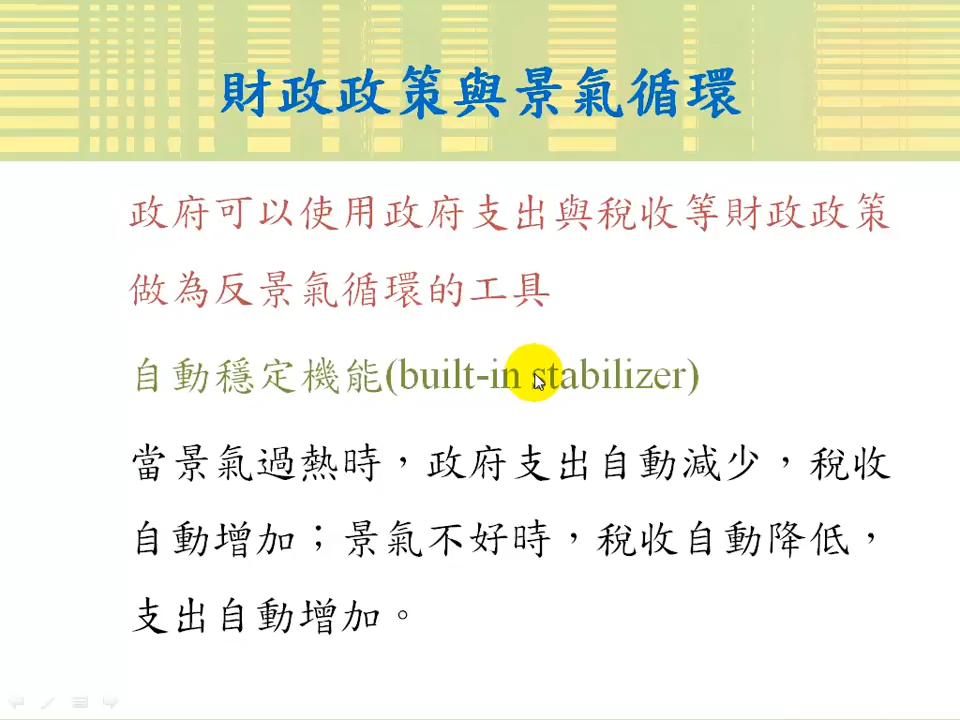 財政政策與景氣循環
政府可以使用政府支出與稅收等財政政策
做為反景氣循環的工具
自動穩定機能(built-in stabilizer)
當景氣過熱時，政府支出自動減少，稅收
自動增加；景氣不好時，稅收自動降低，
支出自動增加。